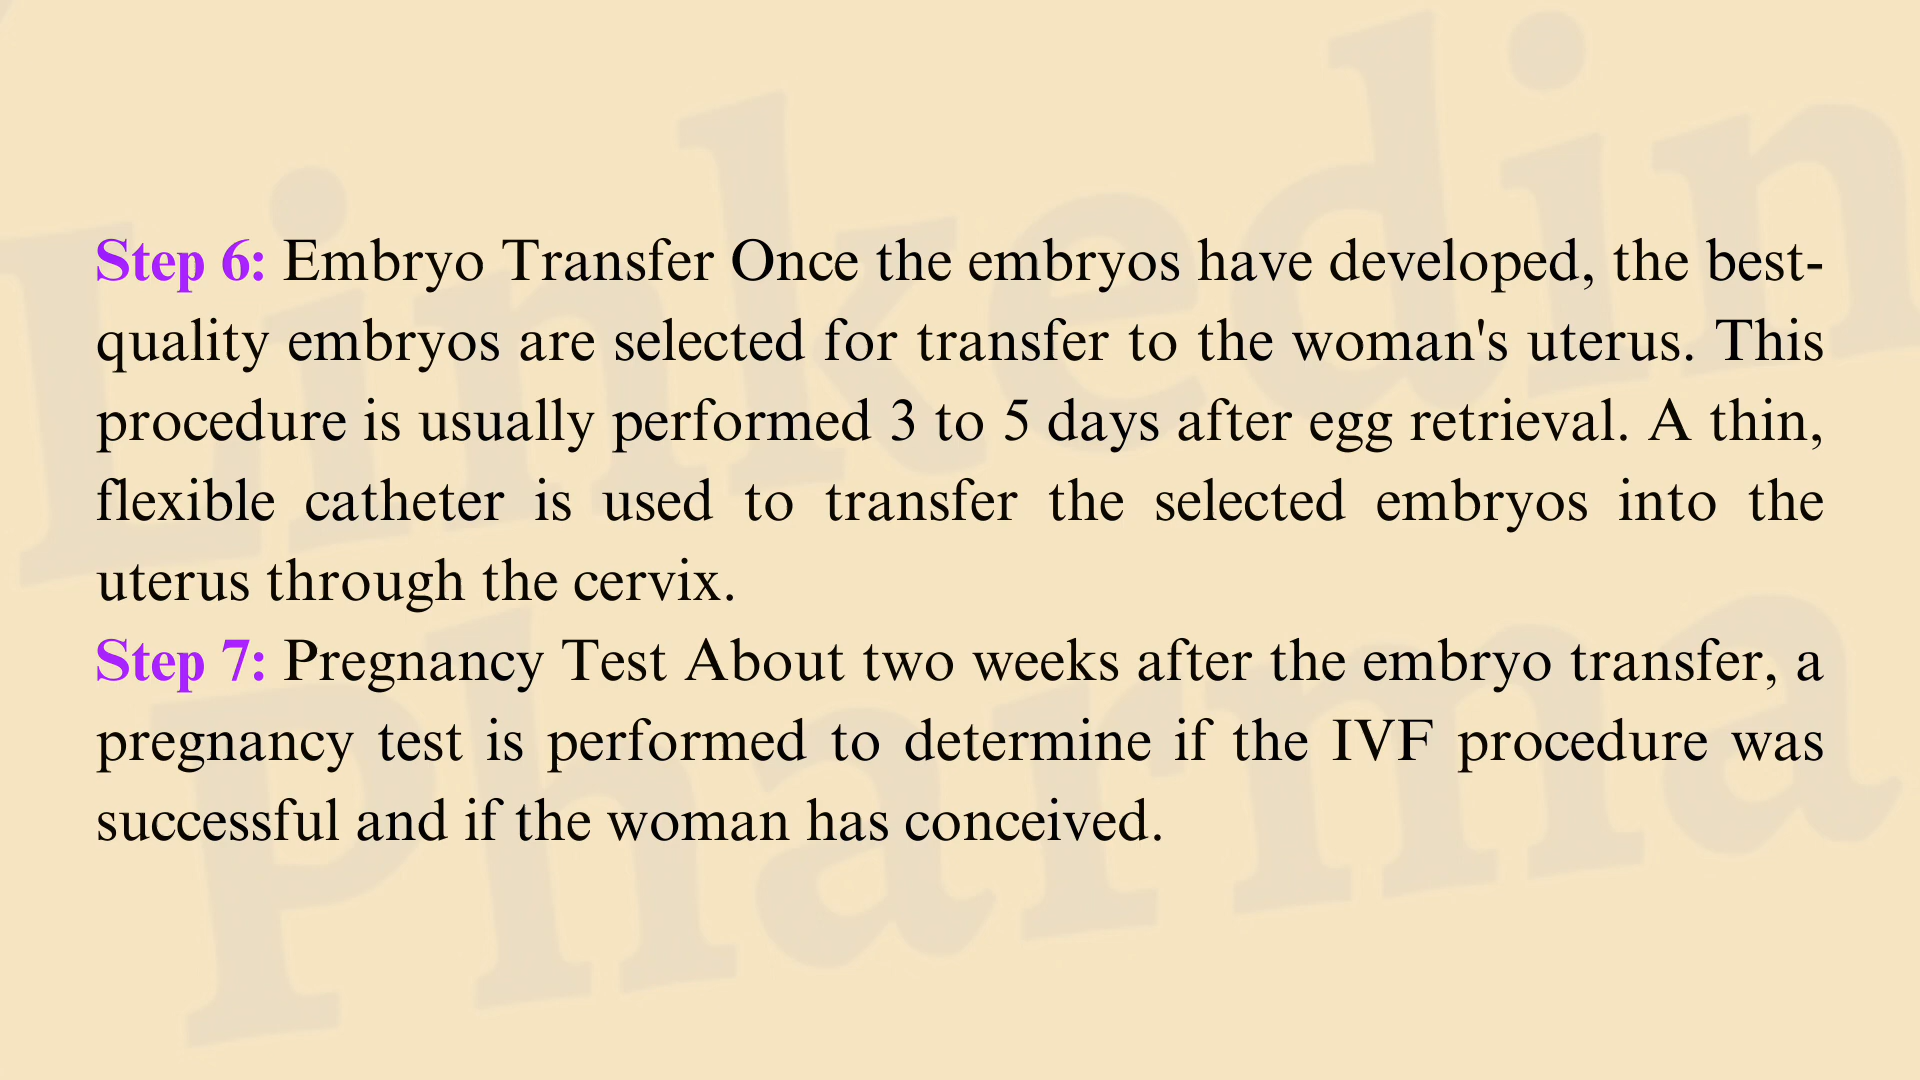 Step 6: Embryo Transfer Once the embryos have developed, the best-
quality embryos are selected for transfer to the woman's uterus. This
procedure is usually performed 3 to 5 days after egg retrieval. A thin,
flexible catheter is used to transfer the selected embryos into the
uterus through the cervix.
Step 7: Pregnancy Test About two weeks after the embryo transfer, a
pregnancy test is performed to determine if the IVF procedure was
successful and if the woman has conceived.
Linkedin
Pharma